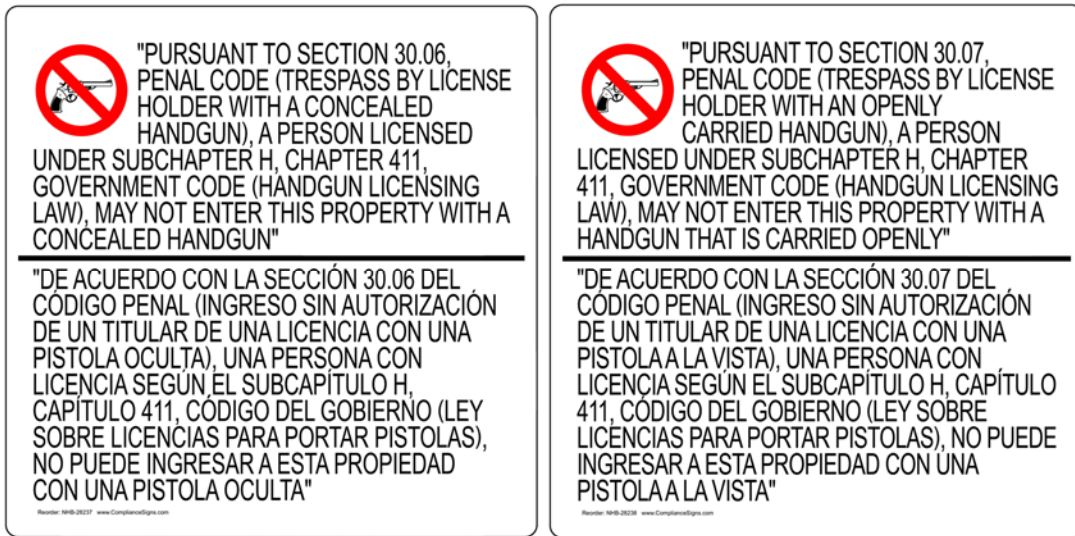 "PURSUANT TO SECTION 30.06,
PENAL CODE (TRESPASS BY LICENSE
HOLDER WITH A CONCEALED
HANDGUN), A PERSON LICENSED
UNDER SUBCHAPTER H, CHAPTER 411,
GOVERNMENT CODE (HANDGUN LICENSING
LAW), MAY NOT ENTER THIS PROPERTY WITH A
CONCEALED HANDGUN"
"DE ACUERDO CON LA SECCIÓN 30.06 DEL
CÓDIGO PENAL (INGRESO SIN AUTORIZACIÓN
DE UN TITULAR DE UNA LICENCIA CON UNA
PISTOLA OCULTA), UNA PERSONA CON
LICENCIA SEGÚN EL SUBCAPÍTULO H,
CAPÍTULO 411, CÓDIGO DEL GOBIERNO (LEY
SOBRE LICENCIAS PARA PORTAR PISTOLAS),
NO PUEDE INGRESAR A ESTA PROPIEDAD
CON UNA PISTOLA OCULTA"
Reorder: NHB-28237 www.ComplianceSigns.com
"PURSUANT TO SECTION 30.07,
PENAL CODE (TRESPASS BY LICENSE
HOLDER WITH AN OPENLY
CARRIED HANDGUN), A PERSON
LICENSED UNDER SUBCHAPTER H, CHAPTER
411, GOVERNMENT CODE (HANDGUN LICENSING
LAW), MAY NOT ENTER THIS PROPERTY WITH A
HANDGUN THAT IS CARRIED OPENLY"
"DE ACUERDO CON LA SECCIÓN 30.07 DEL
CÓDIGO PENAL (INGRESO SIN AUTORIZACIÓN
DE UN TITULAR DE UNA LICENCIA CON UNA
PISTOLA A LA VISTA), UNA PERSONA CON
LICENCIA SEGÚN EL SUBCAPÍTULO H, CAPÍTULO
411, CÓDIGO DEL GOBIERNO (LEY SOBRE
LICENCIAS PARA PORTAR PISTOLAS), NO PUEDE
INGRESAR A ESTA PROPIEDAD CON UNA
PISTOLA A LA VISTA"
Reorder: NHB-28238 www.ComplianceSigns.com